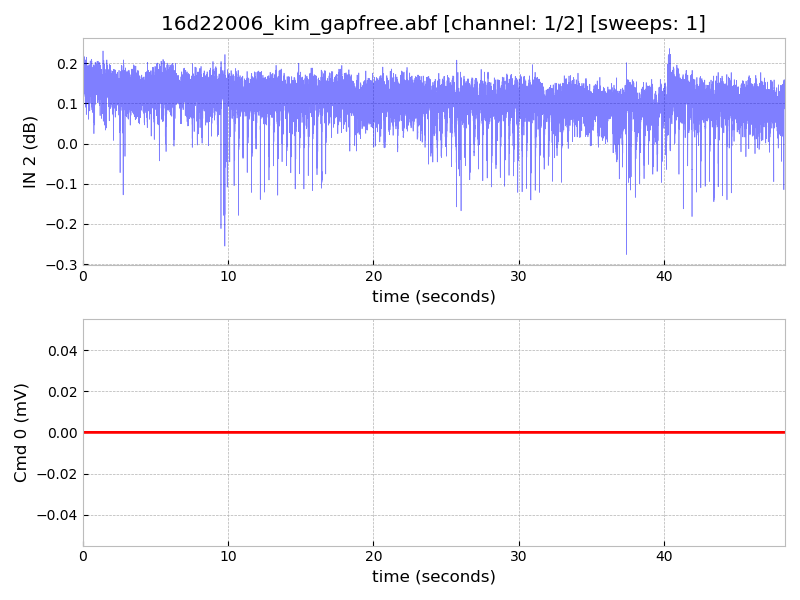 16d22006_kim_gapfree.abf [channel: 1/2] [sweeps: 1]
IN 2 (dB)
0.2
0.1
0.0
−0.1
−0.2
−0.3
0 10 20 30 40
time (seconds)
Cmd 0 (mV)
0.04
0.02
0.00
−0.02
−0.04
0 10 20 30 40
time (seconds)